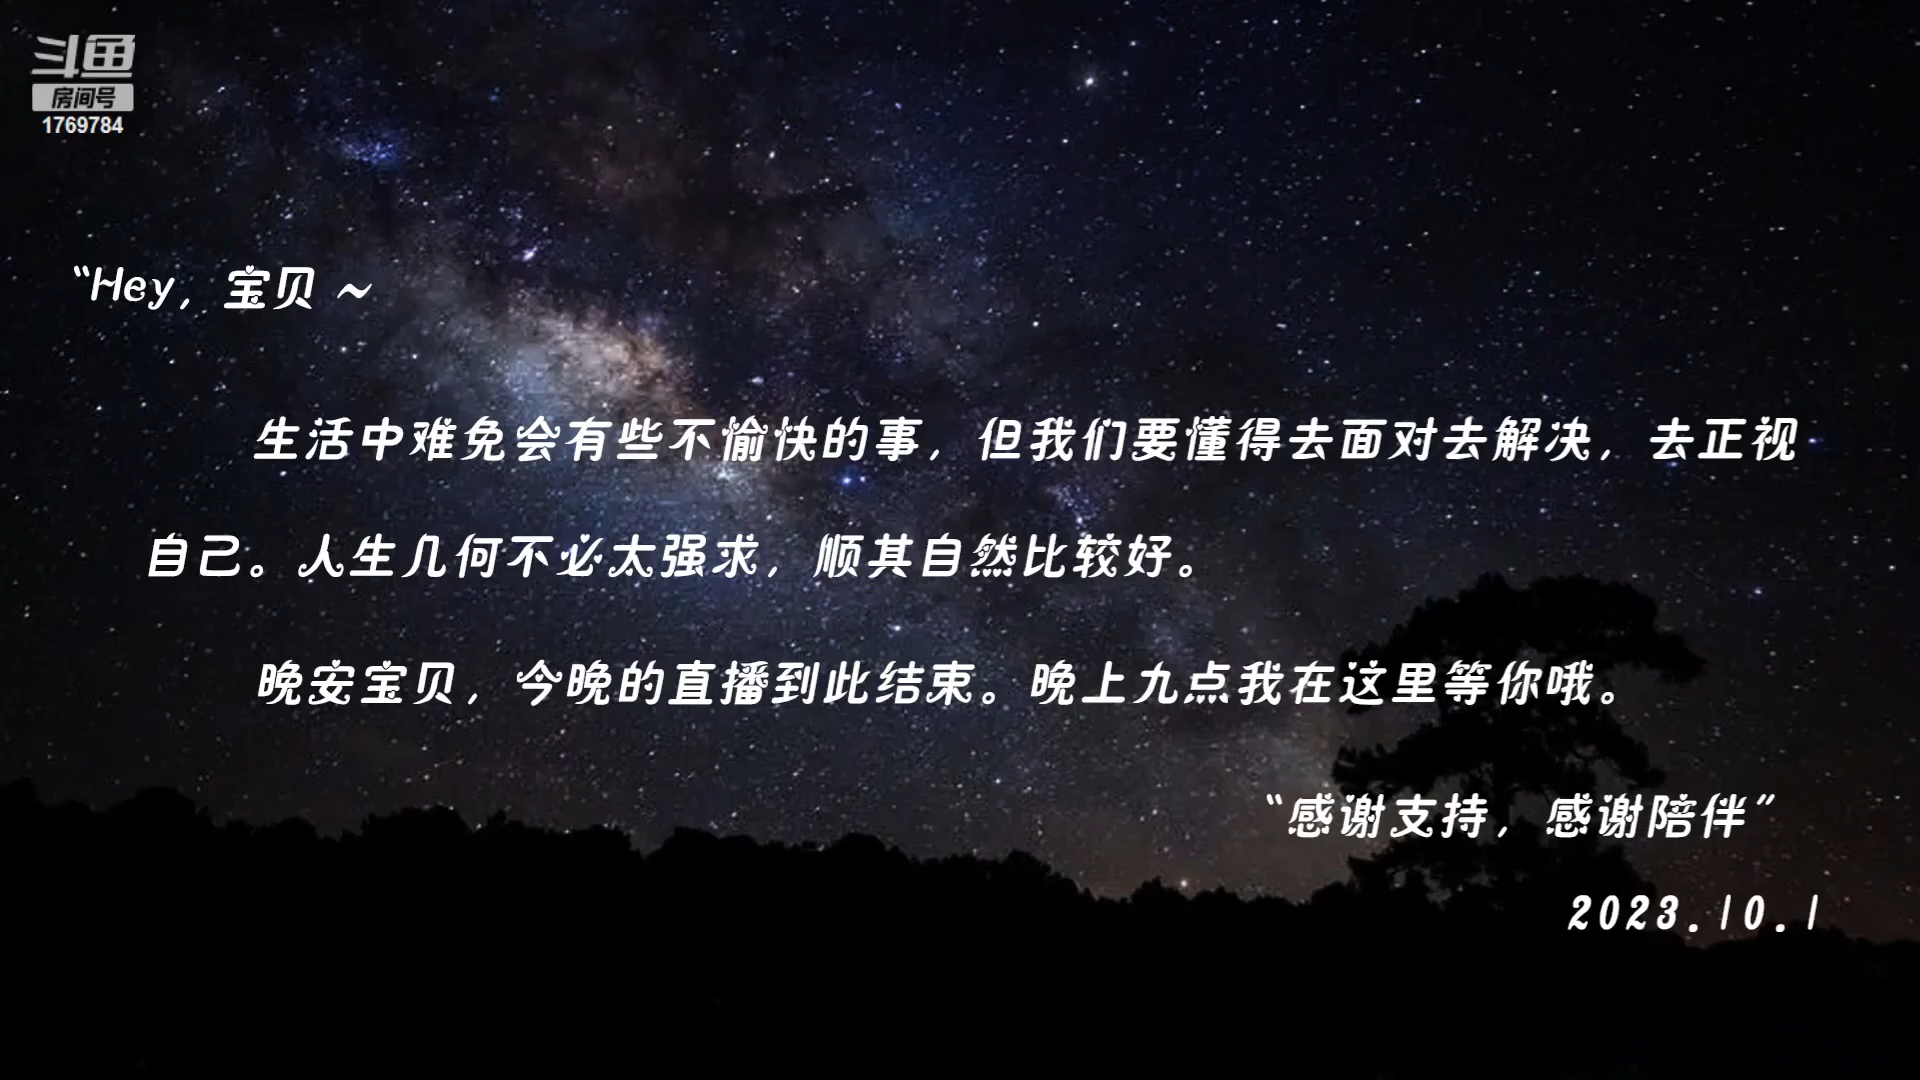 斗鱼
房间号
1769784
“Hey，宝贝～
生活中难免会有些不愉快的事，但我们要懂得去面对去解决，去正视
自己。人生几何不必太强求，顺其自然比较好。
晚安宝贝，今晚的直播到此结束。晚上九点我在这里等你哦。
“感谢支持，感谢陪伴”
2023.10.1